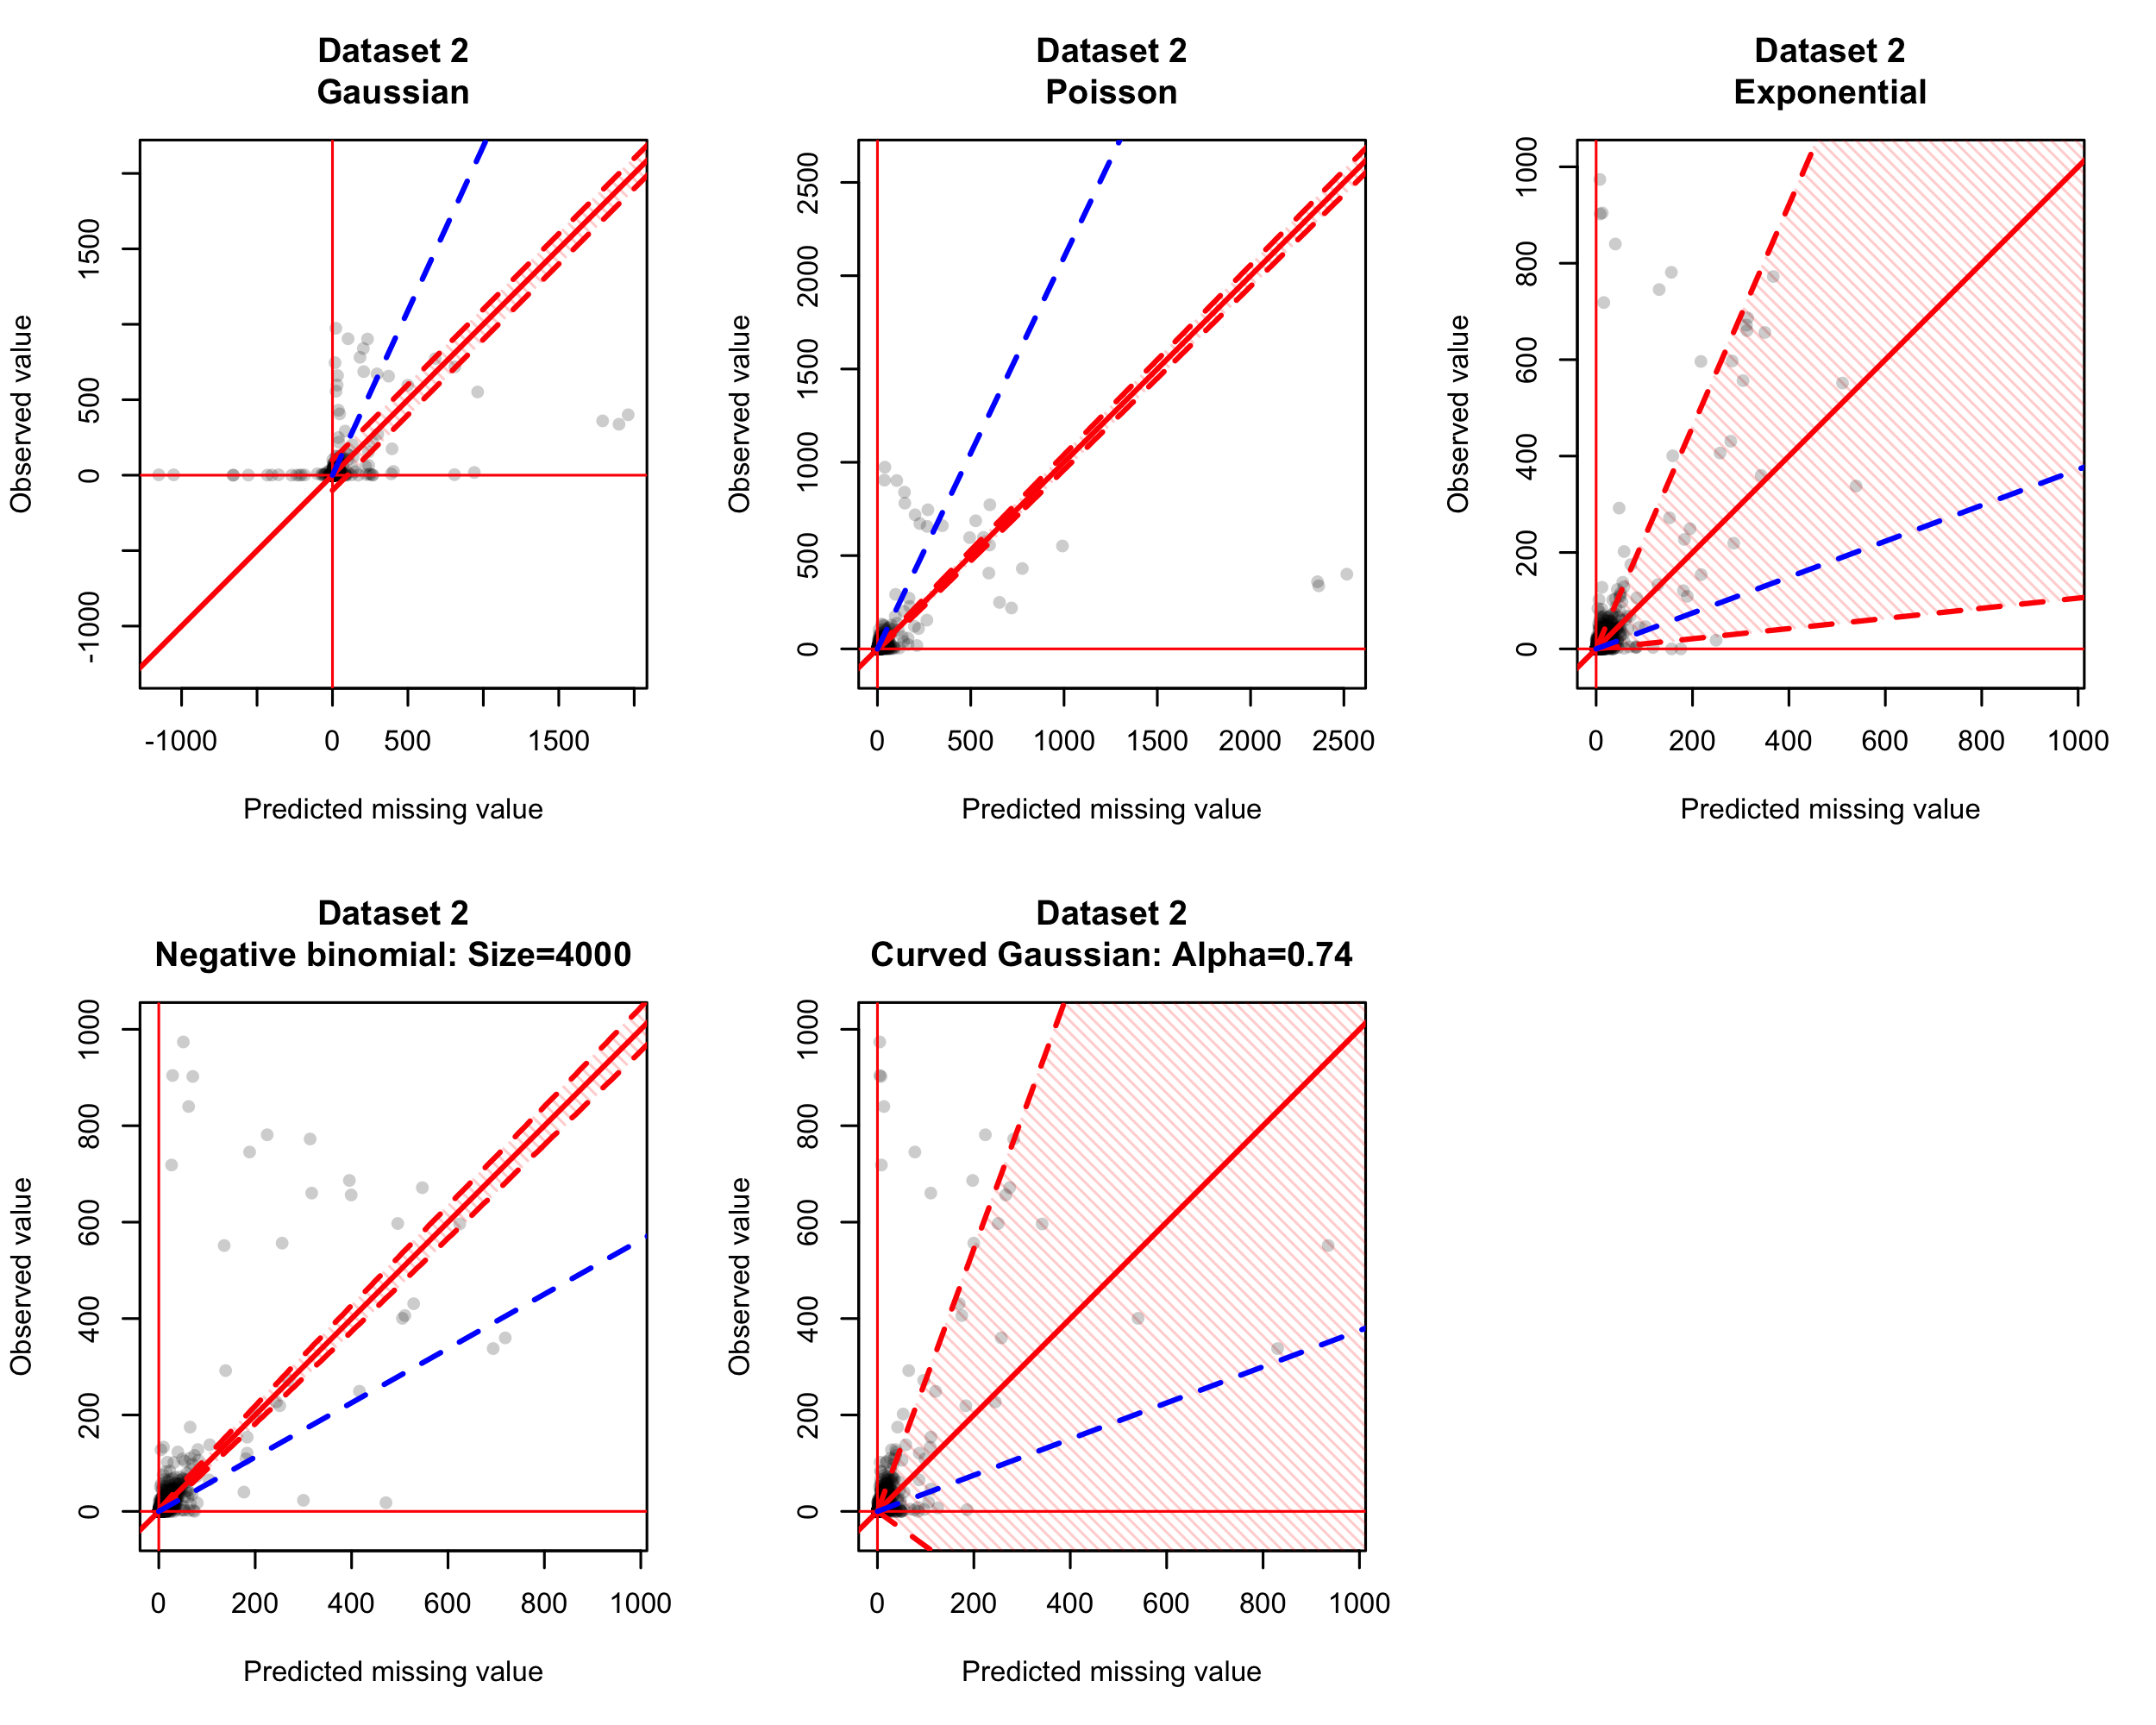 Dataset 2
Gaussian
1500
500
0
-1000
Observed value
-1000 0 500 1500
Predicted missing value
Dataset 2
Poisson
2500
2000
1500
1000
500
0
Observed value
0 500 1000 1500 2000 2500
Predicted missing value
Dataset 2
Exponential
1000
800
600
400
200
0
Observed value
0 200 400 600 800 1000
Predicted missing value
Dataset 2
Negative binomial: Size=4000
1000
800
600
400
200
0
Observed value
0 200 400 600 800 1000
Predicted missing value
Dataset 2
Curved Gaussian: Alpha=0.74
1000
800
600
400
200
0
Observed value
0 200 400 600 800 1000
Predicted missing value